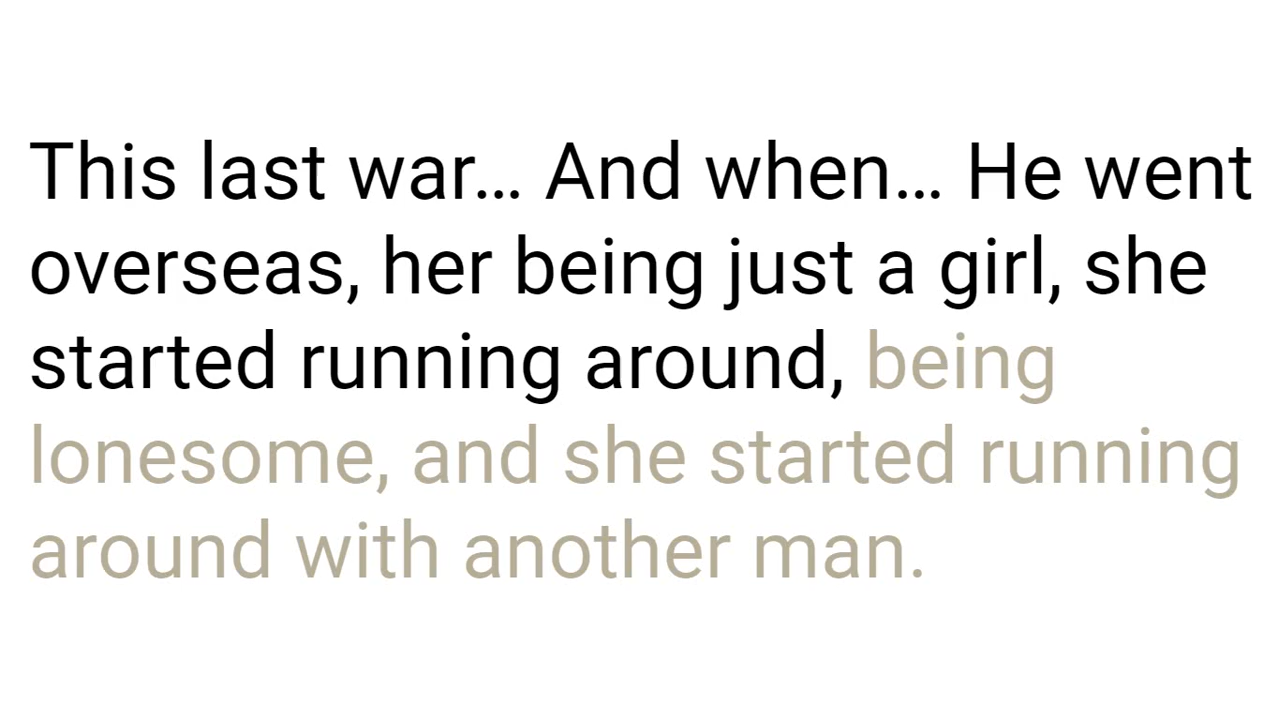 This last war… And when… He went
overseas, her being just a girl, she
started running around, being
lonesome, and she started running
around with another man.